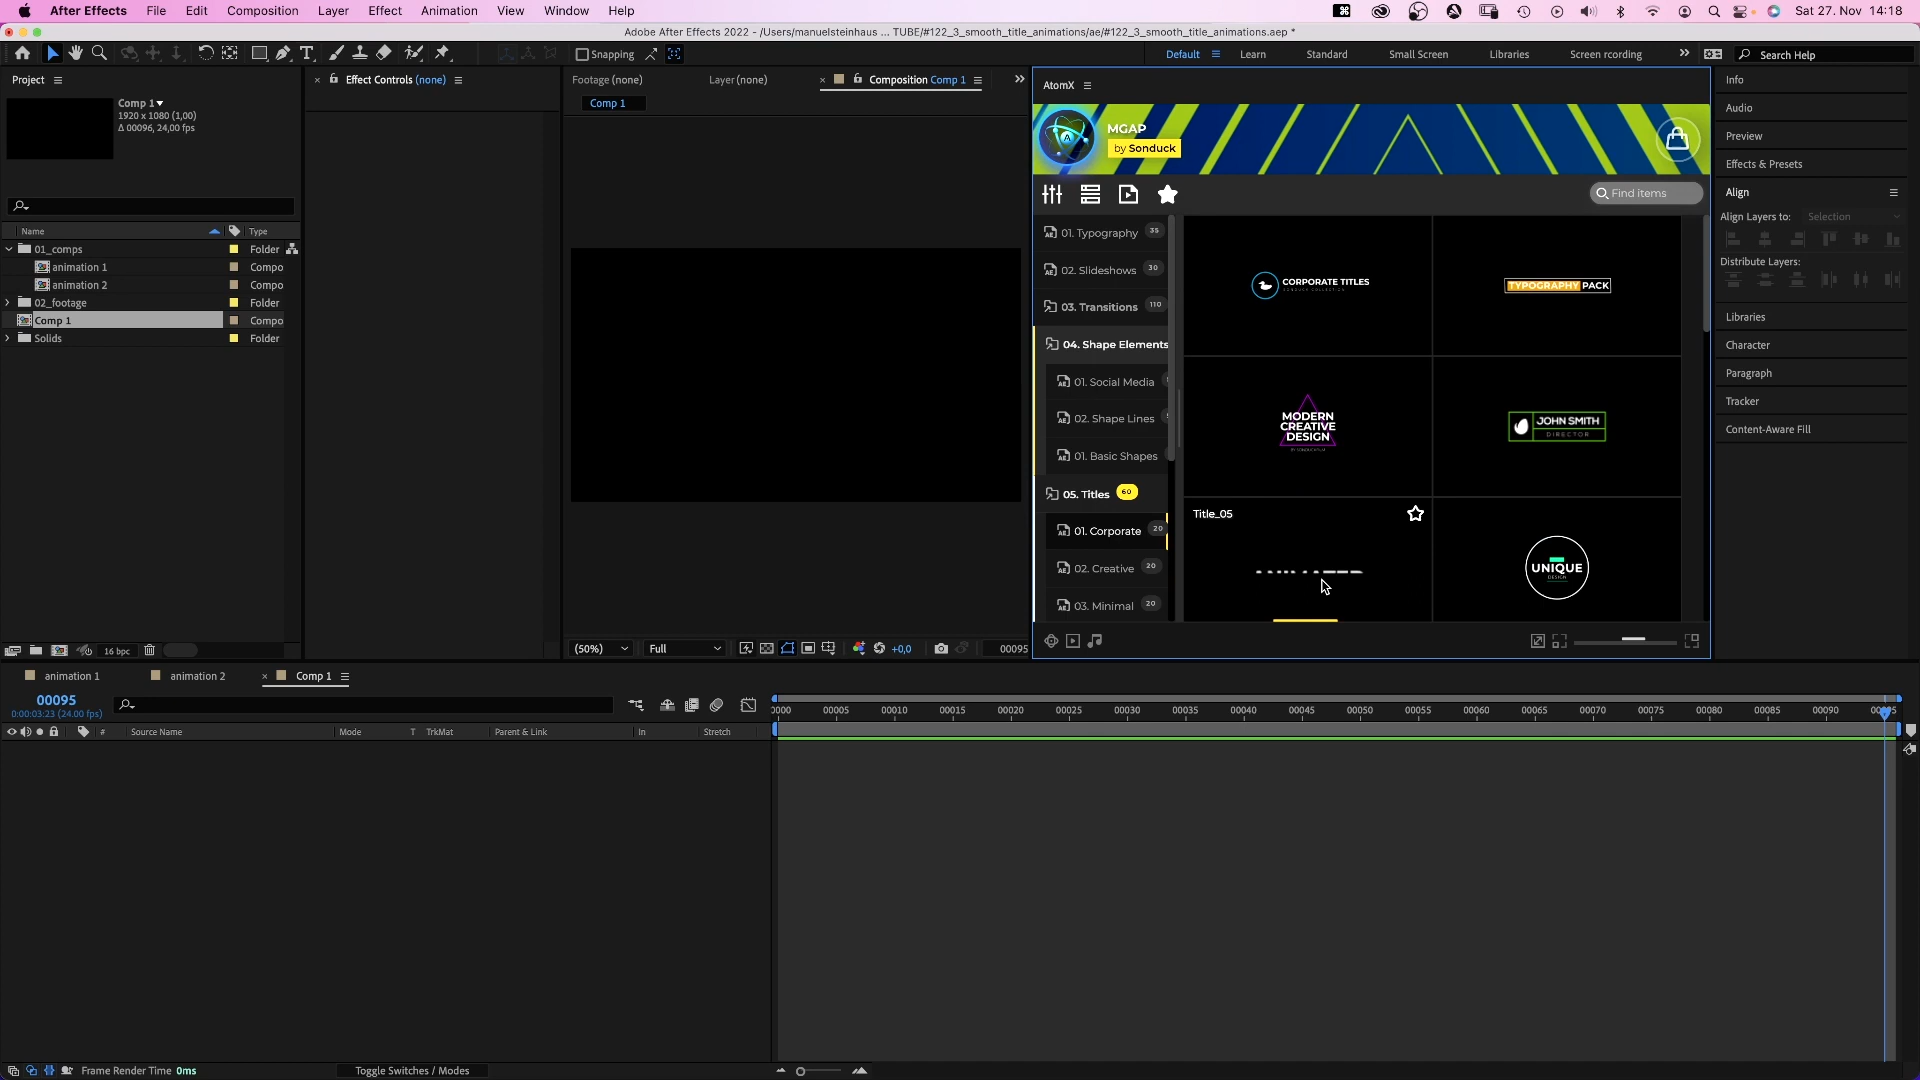 After Effects File Edit Composition Layer Effect Animation View Window Help
Sat 27. Nov 14:18
Adobe After Effects 2022 - /Users/manuelsteinhaus ... TUBE/#122_3_smooth_title_animations/ae/#122_3_smooth_title_animations.aep *
Snapping
Default Learn Standard Small Screen Libraries Screen rcording
Search Help
Project
Comp 1
1920 x 1080 (1,00)
Δ 00096, 24,00 fps)
Name Type
01_comps Folder
animation 1 Compo
animation 2 Compo
02_footage Folder
Comp 1 Compo
Solids Folder
16 bpc
Effect Controls (none)
Footage (none) Layer (none) Composition Comp 1
Comp 1
(50%) Full +0,0 00095
AtomX
MGAP
by Sonduck
Find items
01. Typography 35
02. Slideshows 30
03. Transitions 110
04. Shape Elements
01. Social Media
02. Shape Lines
01. Basic Shapes
05. Titles 60
01. Corporate 20
02. Creative 20
03. Minimal 20
CORPORATE TITLES
SONDUCK COLLECTION
TYPOGRAPHY PACK
MODERN
CREATIVE
DESIGN
BY SONDUCKFILM
JOHN SMITH
DIRECTOR
Title_05
UNIQUE
DESIGN
Info
Audio
Preview
Effects & Presets
Align
Align Layers to: Selection
Distribute Layers:
Libraries
Character
Paragraph
Tracker
Content-Aware Fill
animation 1 animation 2 Comp 1
00095
0:00:03:23 (24.00 fps)
# Source Name Mode T TrkMat Parent & Link In Stretch
0000 00005 00010 00015 00020 00025 00030 00035 00040 00045 00050 00055 00060 00065 00070 00075 00080 00085 00090 00095
Frame Render Time 0ms
Toggle Switches / Modes